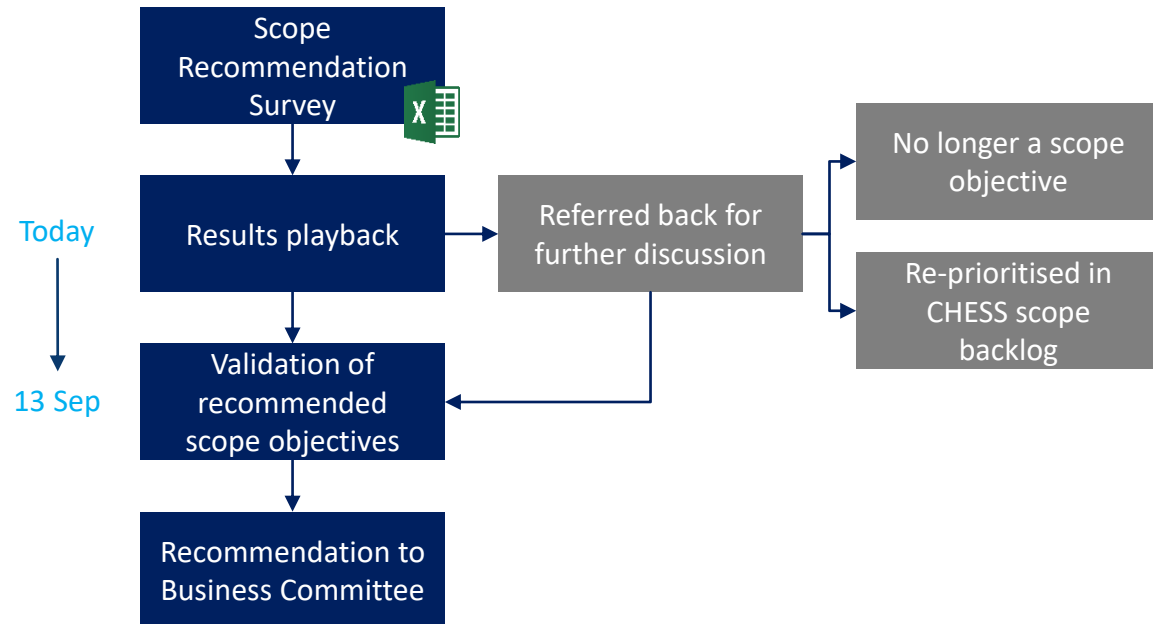 Scope
Recommendation
Survey
X
Today
Results playback
Referred back for
further discussion
No longer a scope
objective
Re-prioritised in
CHESS scope
backlog
13 Sep
Validation of
recommended
scope objectives
Recommendation to
Business Committee